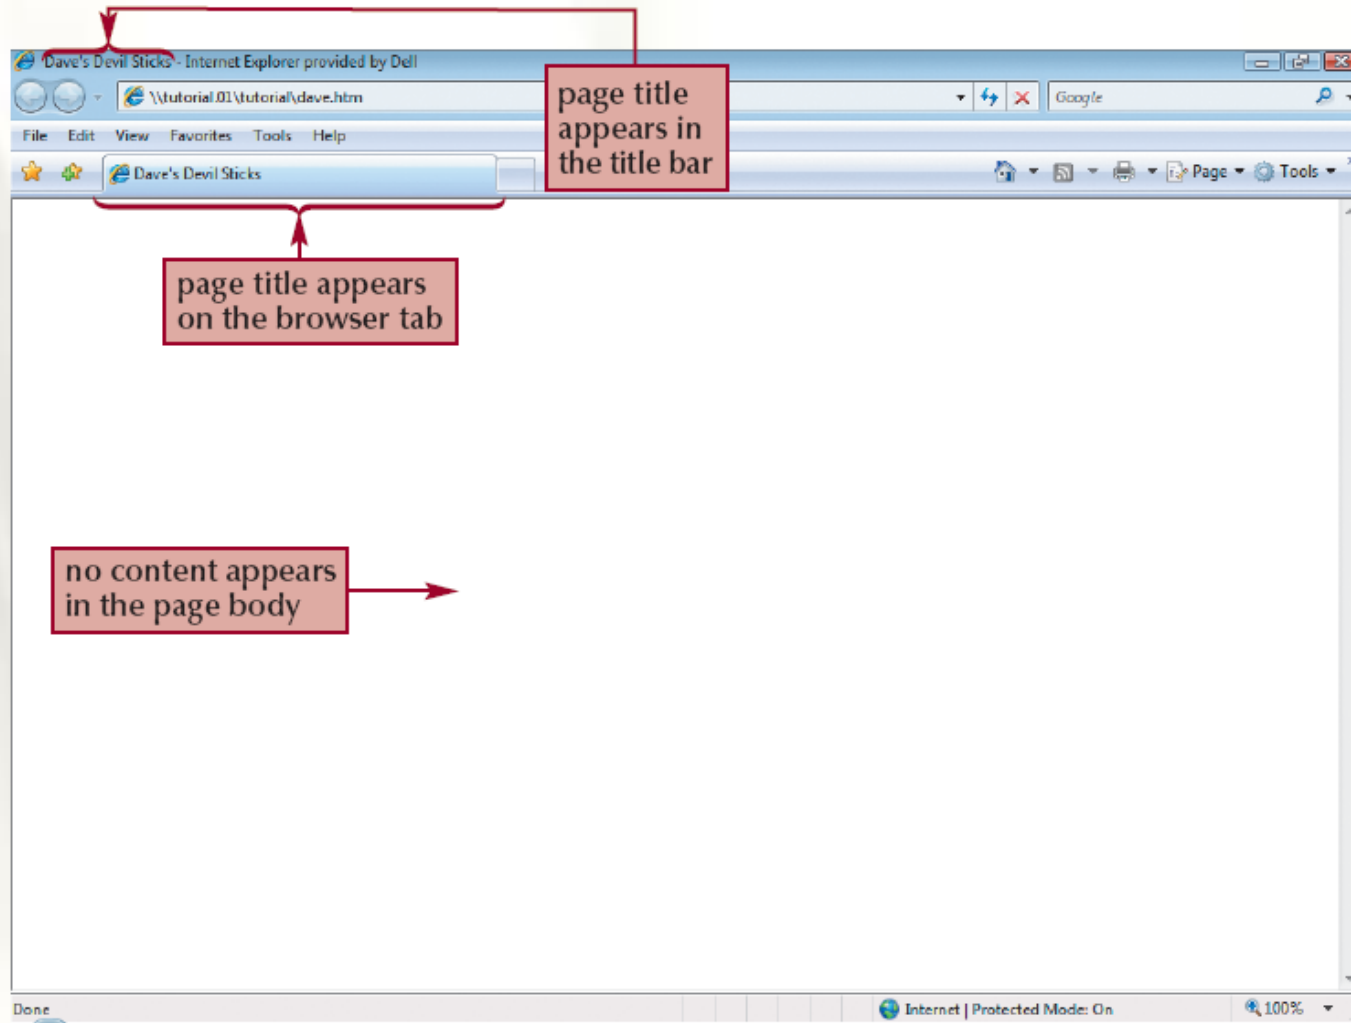 Dave's Devil Sticks - Internet Explorer provided by Dell
\\tutorial.01\tutorial\dave.htm
Google
File Edit View Favorites Tools Help
Dave's Devil Sticks
Page
Tools
page title
appears in
the title bar
page title appears
on the browser tab
no content appears
in the page body
Done
Internet | Protected Mode: On
100%